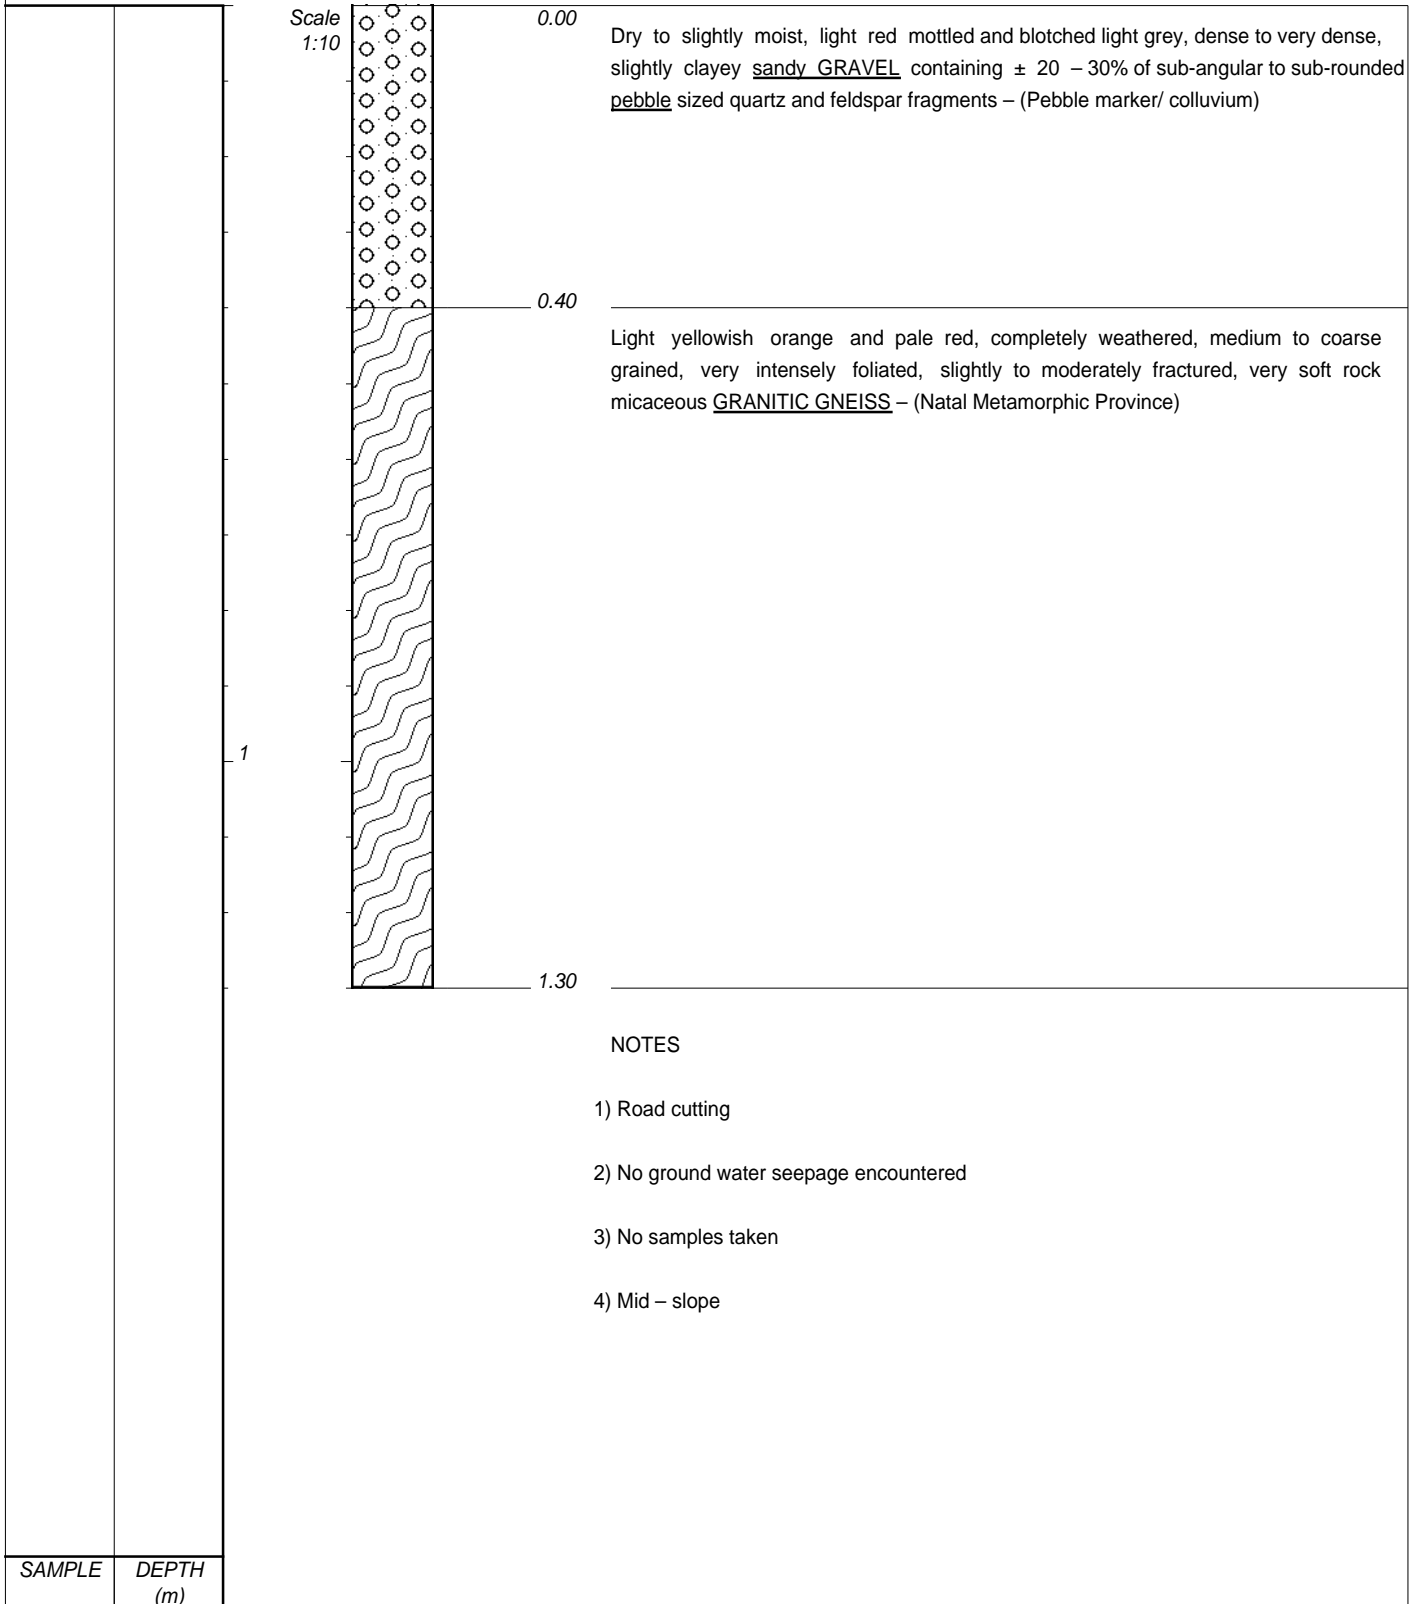 Scale
1:10
0.00
Dry to slightly moist, light red mottled and blotched light grey, dense to very dense,
slightly clayey sandy GRAVEL containing ± 20 – 30% of sub-angular to sub-rounded
pebble sized quartz and feldspar fragments – (Pebble marker/ colluvium)
0.40
Light yellowish orange and pale red, completely weathered, medium to coarse
grained, very intensely foliated, slightly to moderately fractured, very soft rock
micaceous GRANITIC GNEISS – (Natal Metamorphic Province)
1
1.30
NOTES
1) Road cutting
2) No ground water seepage encountered
3) No samples taken
4) Mid – slope
SAMPLE DEPTH
(m)